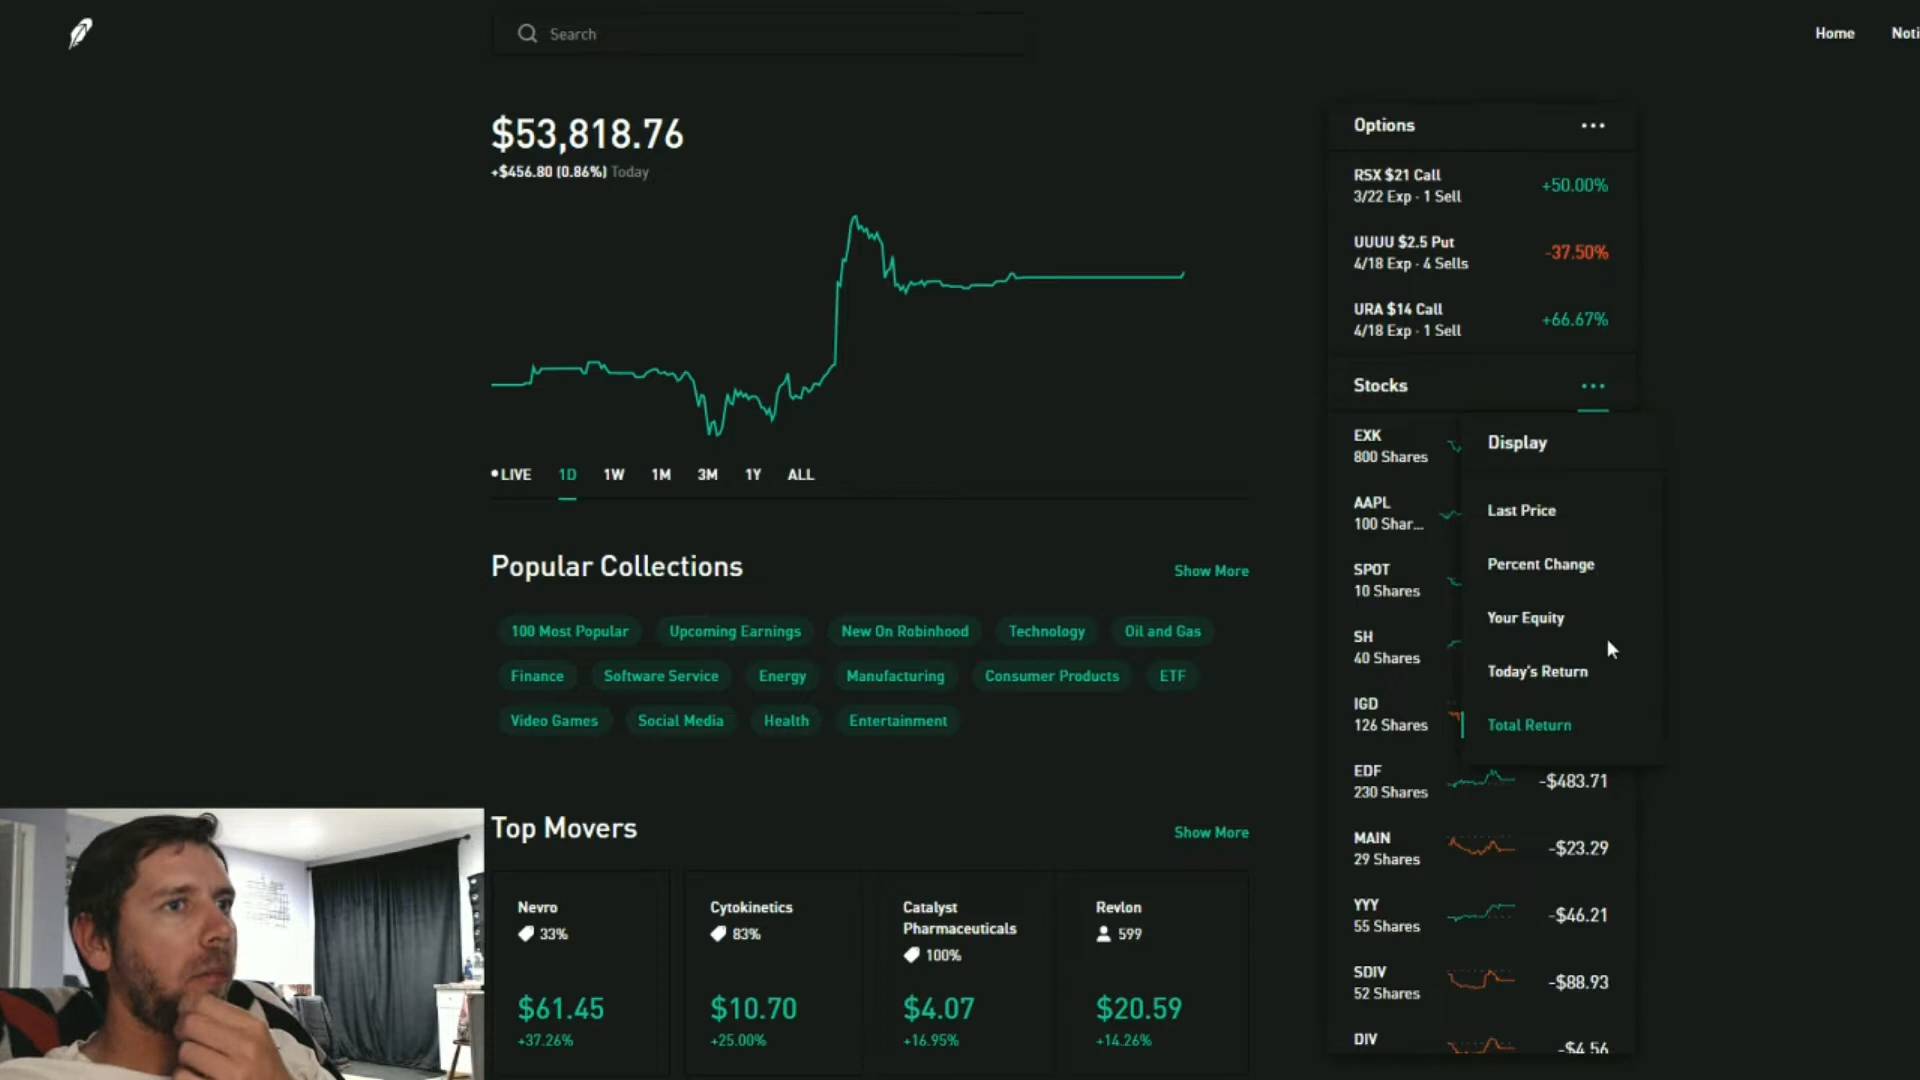 Search
Home
Noti
$53,818.76
+$456.80 (0.86%) Today
LIVE 1D 1W 1M 3M 1Y ALL
Popular Collections
Show More
100 Most Popular
Upcoming Earnings
New On Robinhood
Technology
Oil and Gas
Finance
Software Service
Energy
Manufacturing
Consumer Products
ETF
Video Games
Social Media
Health
Entertainment
Top Movers
Show More
Nevro
33%
$61.45
+37.26%
Cytokinetics
83%
$10.70
+25.00%
Catalyst
Pharmaceuticals
100%
$4.07
+16.95%
Revlon
599
$20.59
+14.26%
Options
RSX $21 Call
3/22 Exp · 1 Sell
+50.00%
UUUU $2.5 Put
4/18 Exp · 4 Sells
-37.50%
URA $14 Call
4/18 Exp · 1 Sell
+66.67%
Stocks
EXK
800 Shares
AAPL
100 Shar...
SPOT
10 Shares
SH
40 Shares
IGD
126 Shares
Display
Last Price
Percent Change
Your Equity
Today's Return
Total Return
EDF
230 Shares
-$483.71
MAIN
29 Shares
-$23.29
YYY
55 Shares
-$46.21
SDIV
52 Shares
-$88.93
DIV
-$4.56